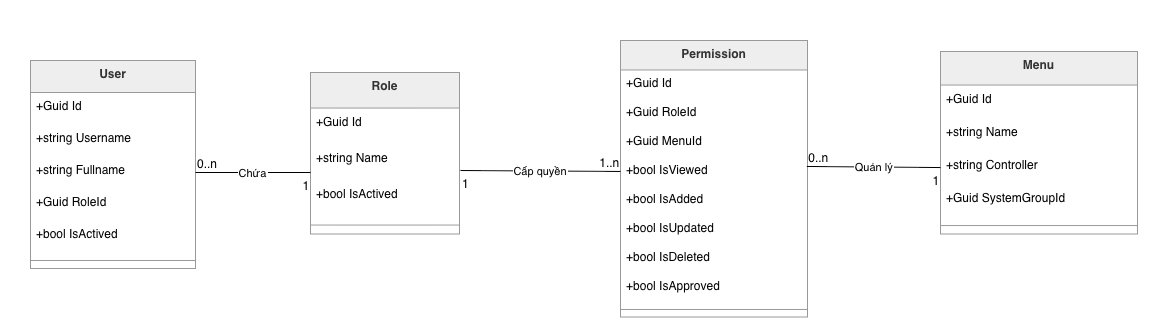 User
+Guid Id
+string Username
+string Fullname
+Guid RoleId
+bool IsActived
0..n
Chứa
1
Role
+Guid Id
+string Name
+bool IsActived
1
Cấp quyền
1..n
Permission
+Guid Id
+Guid RoleId
+Guid MenuId
+bool IsViewed
+bool IsAdded
+bool IsUpdated
+bool IsDeleted
+bool IsApproved
0..n
Quản lý
1
Menu
+Guid Id
+string Name
+string Controller
+Guid SystemGroupId